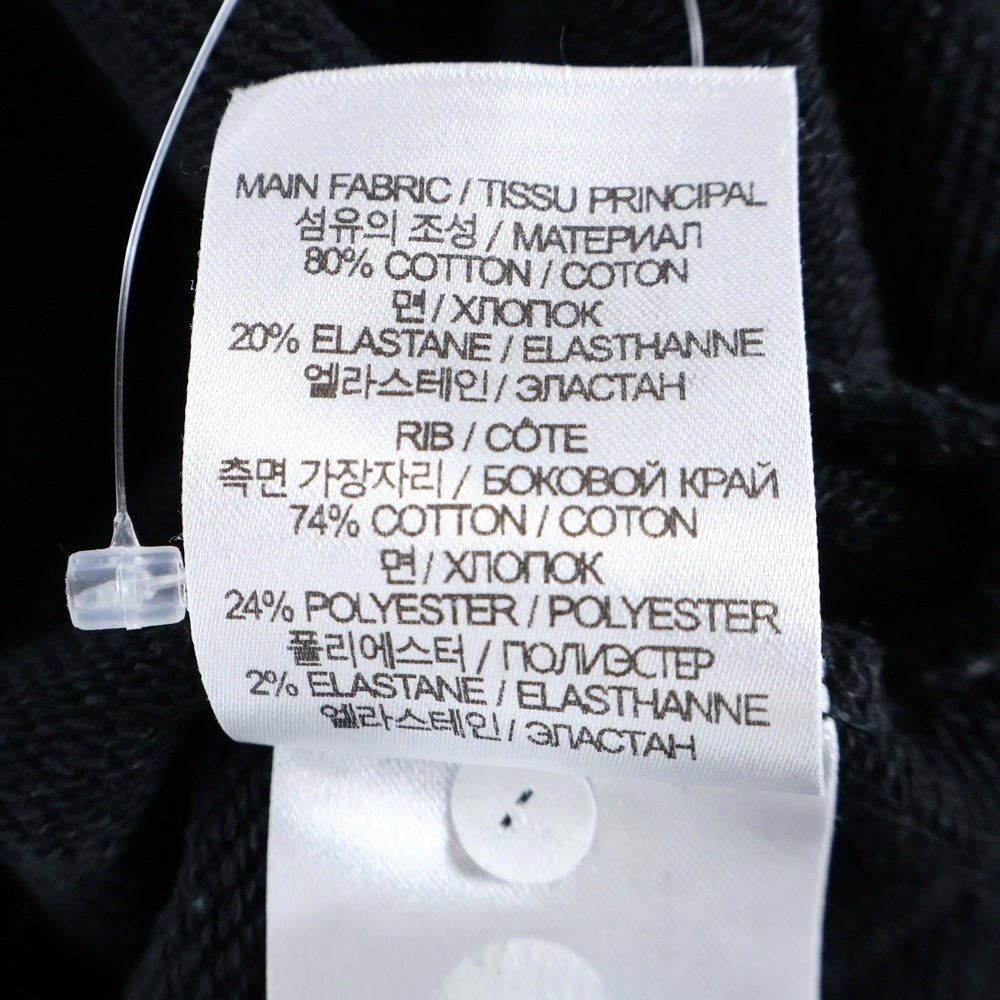 MAIN FABRIC / TISSU PRINCIPAL
섬유의 조성 / МАТЕРИАЛ
80% COTTON / COTON
면 / ХЛОПОК
20% ELASTANE / ELASTHANNE
엘라스테인 / ЭЛАСТАН
RIB / CÔTE
측면 가장자리 / БОКОВОЙ КРАЙ
74% COTTON / COTON
면 / ХЛОПОК
24% POLYESTER / POLYESTER
폴리에스터 / ПОЛИЭСТЕР
2% ELASTANE / ELASTHANNE
엘라스테인 / ЭЛАСТАН